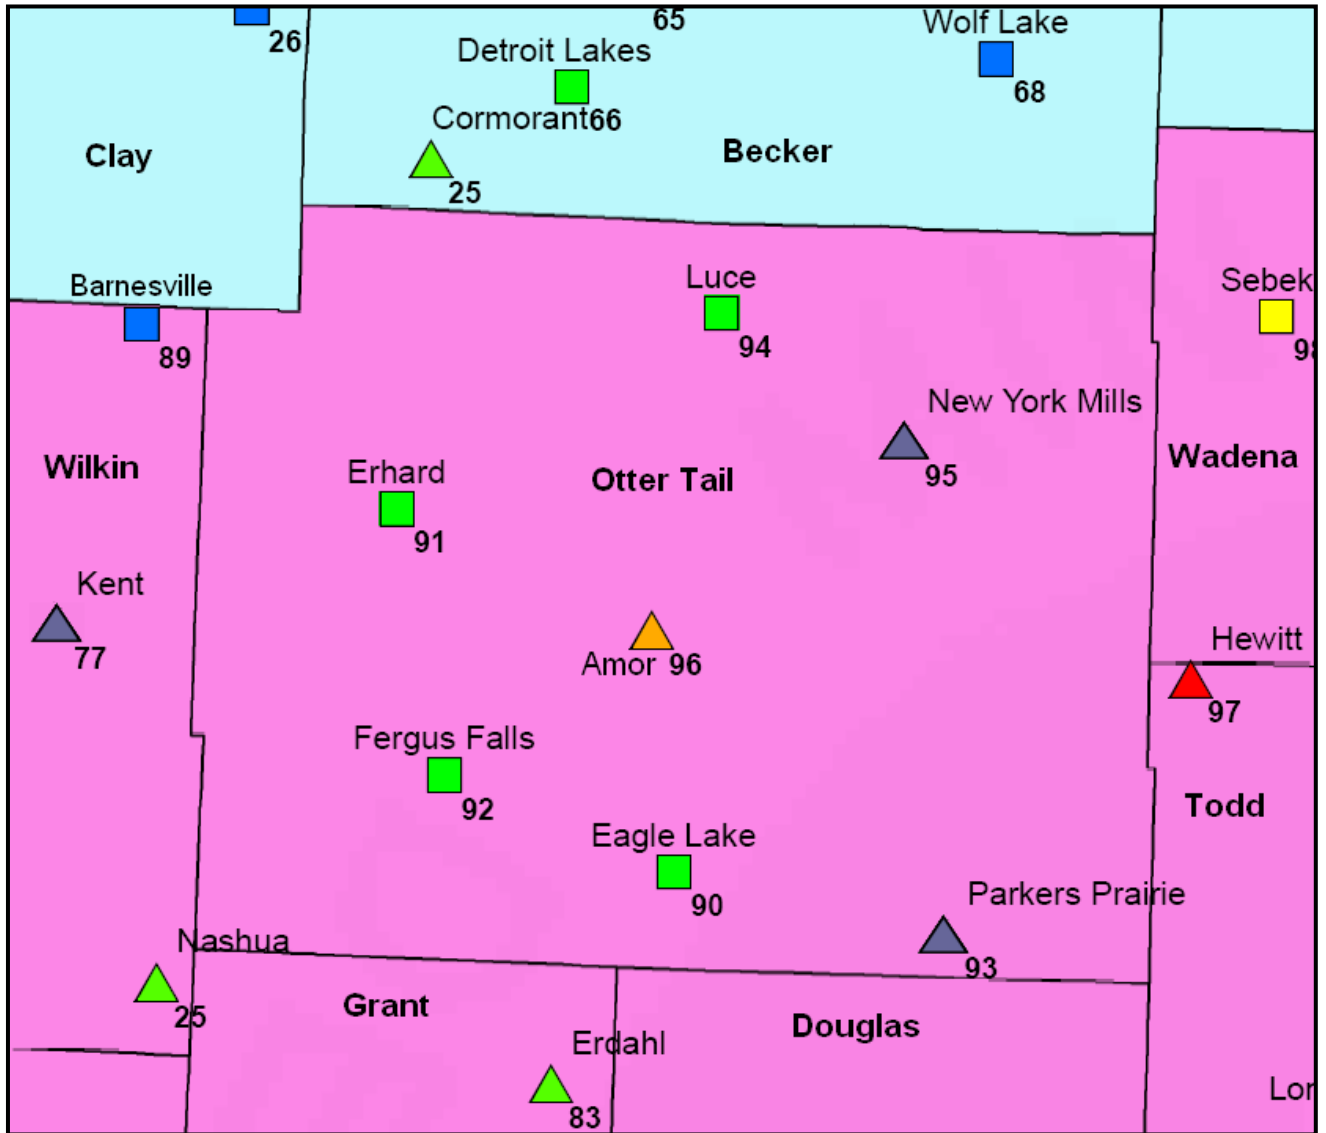 65
Wolf Lake
26
Detroit Lakes
68
Cormorant66
Clay
Becker
25
Barnesville
Luce
Sebek
89
94
98
New York Mills
Wilkin
Erhard
Otter Tail
95
Wadena
91
Kent
77
Amor 96
Hewitt
97
Fergus Falls
92
Todd
Eagle Lake
90
Parkers Prairie
Nashua
93
25
Grant
Douglas
Erdahl
83
Lor